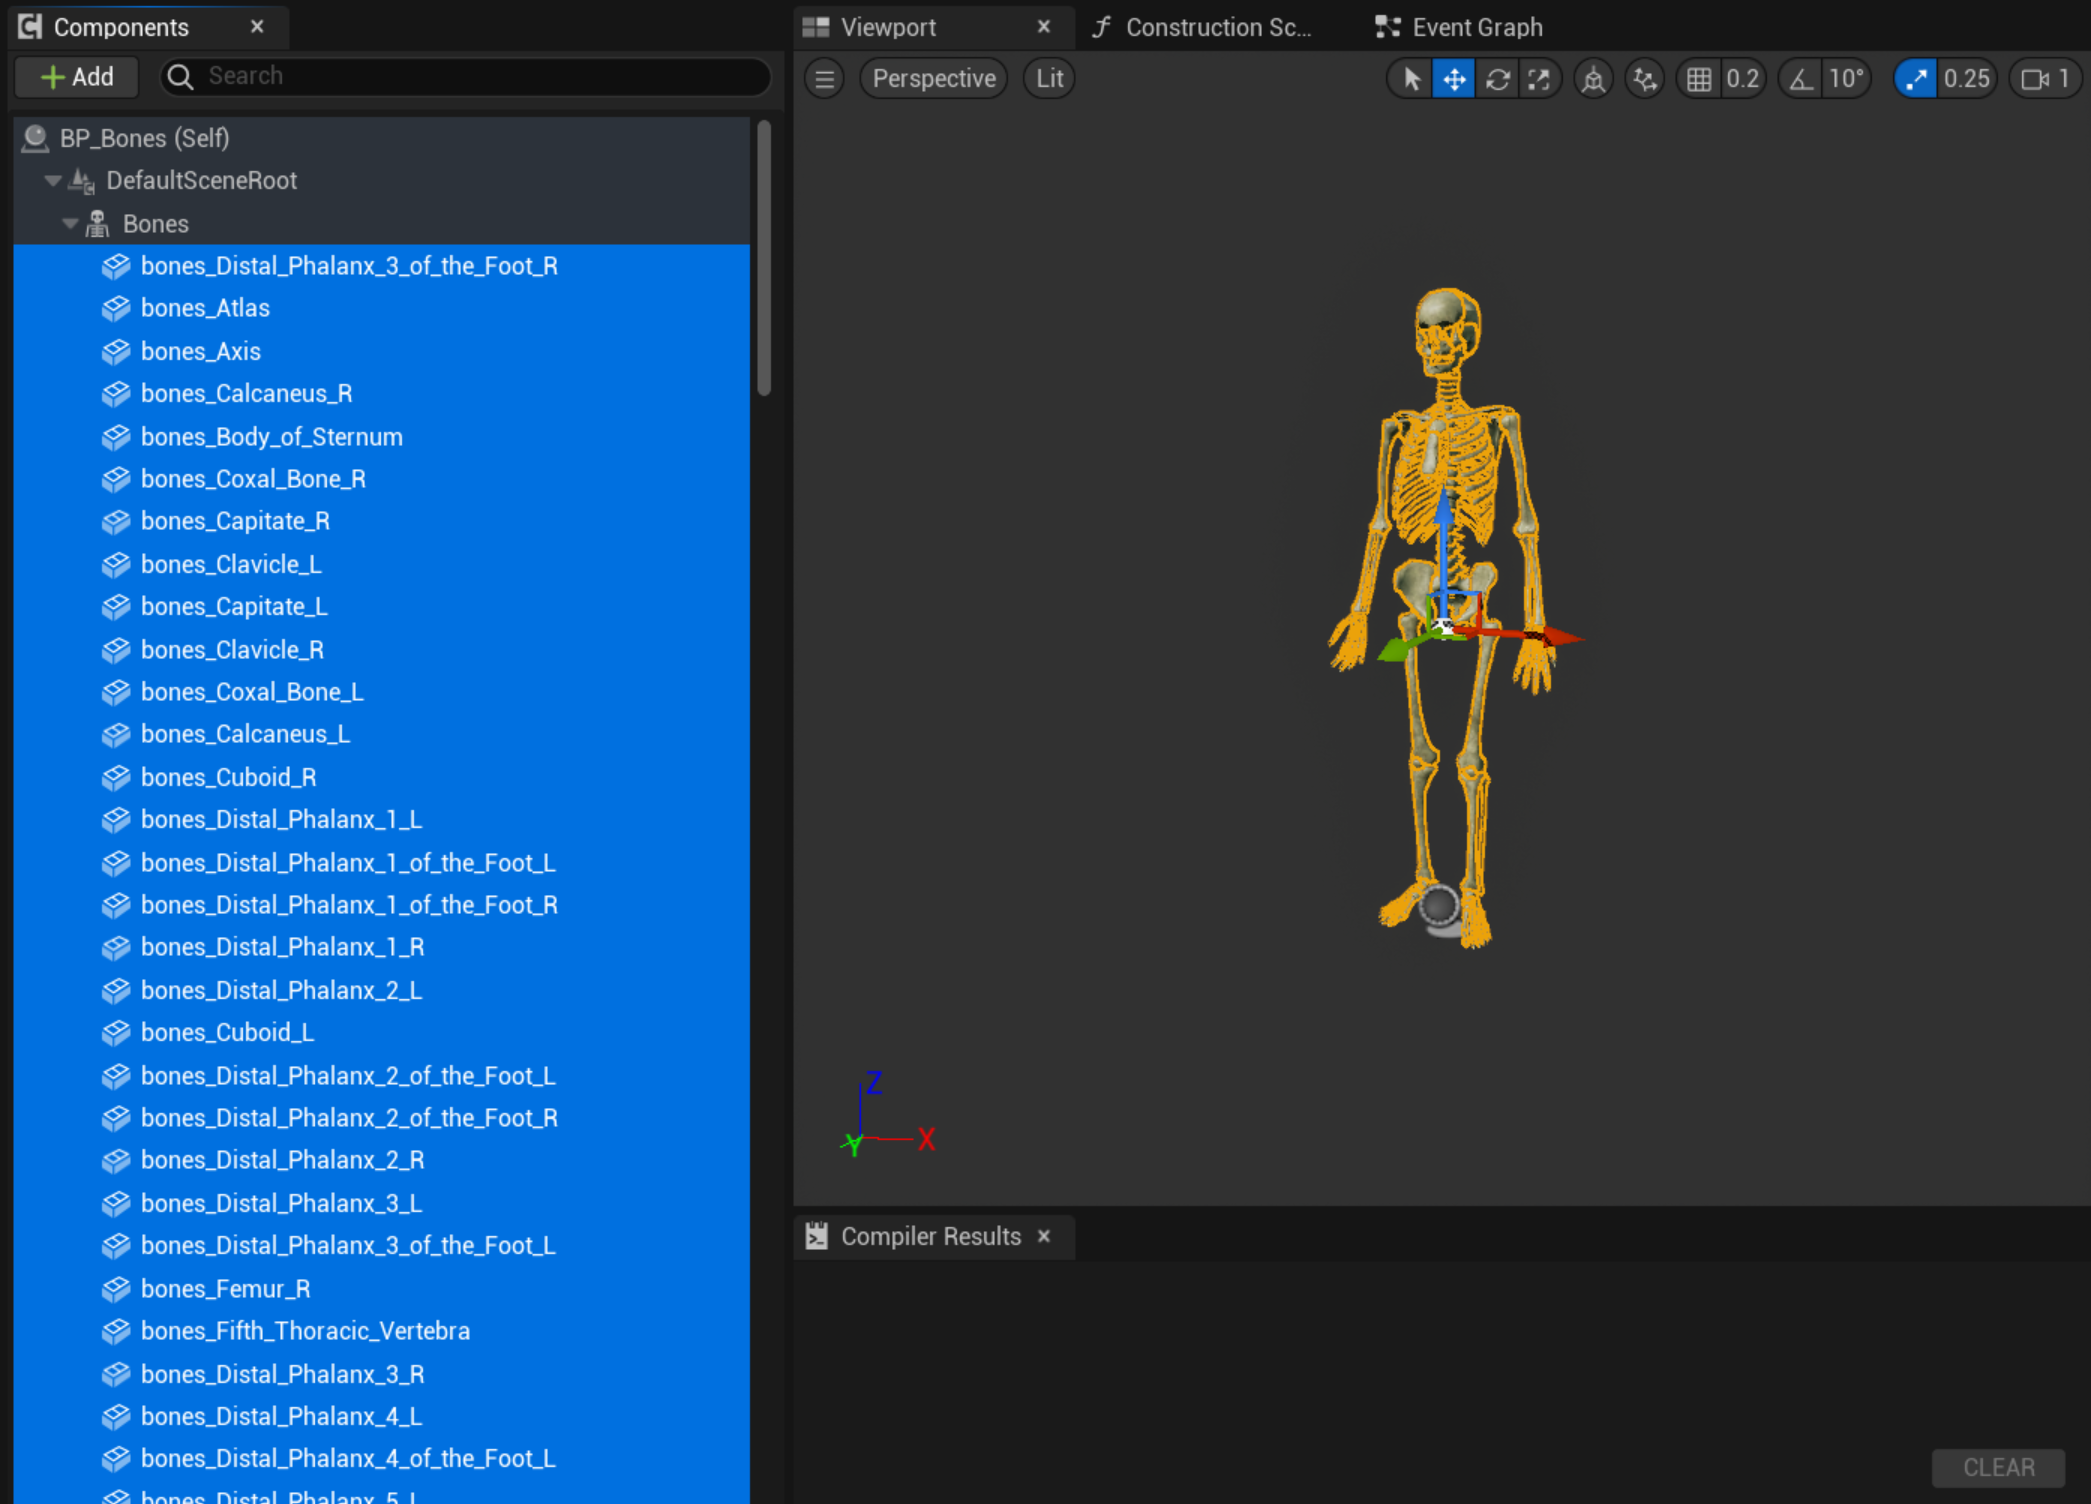 Components
Add
Search
BP_Bones (Self)
DefaultSceneRoot
Bones
bones_Distal_Phalanx_3_of_the_Foot_R
bones_Atlas
bones_Axis
bones_Calcaneus_R
bones_Body_of_Sternum
bones_Coxal_Bone_R
bones_Capitate_R
bones_Clavicle_L
bones_Capitate_L
bones_Clavicle_R
bones_Coxal_Bone_L
bones_Calcaneus_L
bones_Cuboid_R
bones_Distal_Phalanx_1_L
bones_Distal_Phalanx_1_of_the_Foot_L
bones_Distal_Phalanx_1_of_the_Foot_R
bones_Distal_Phalanx_1_R
bones_Distal_Phalanx_2_L
bones_Cuboid_L
bones_Distal_Phalanx_2_of_the_Foot_L
bones_Distal_Phalanx_2_of_the_Foot_R
bones_Distal_Phalanx_2_R
bones_Distal_Phalanx_3_L
bones_Distal_Phalanx_3_of_the_Foot_L
bones_Femur_R
bones_Fifth_Thoracic_Vertebra
bones_Distal_Phalanx_3_R
bones_Distal_Phalanx_4_L
bones_Distal_Phalanx_4_of_the_Foot_L
bones_Distal_Phalanx_5_L
Viewport
Construction Sc...
Event Graph
Perspective
Lit
0.2
10°
0.25
1
Z
Y
X
Compiler Results
CLEAR